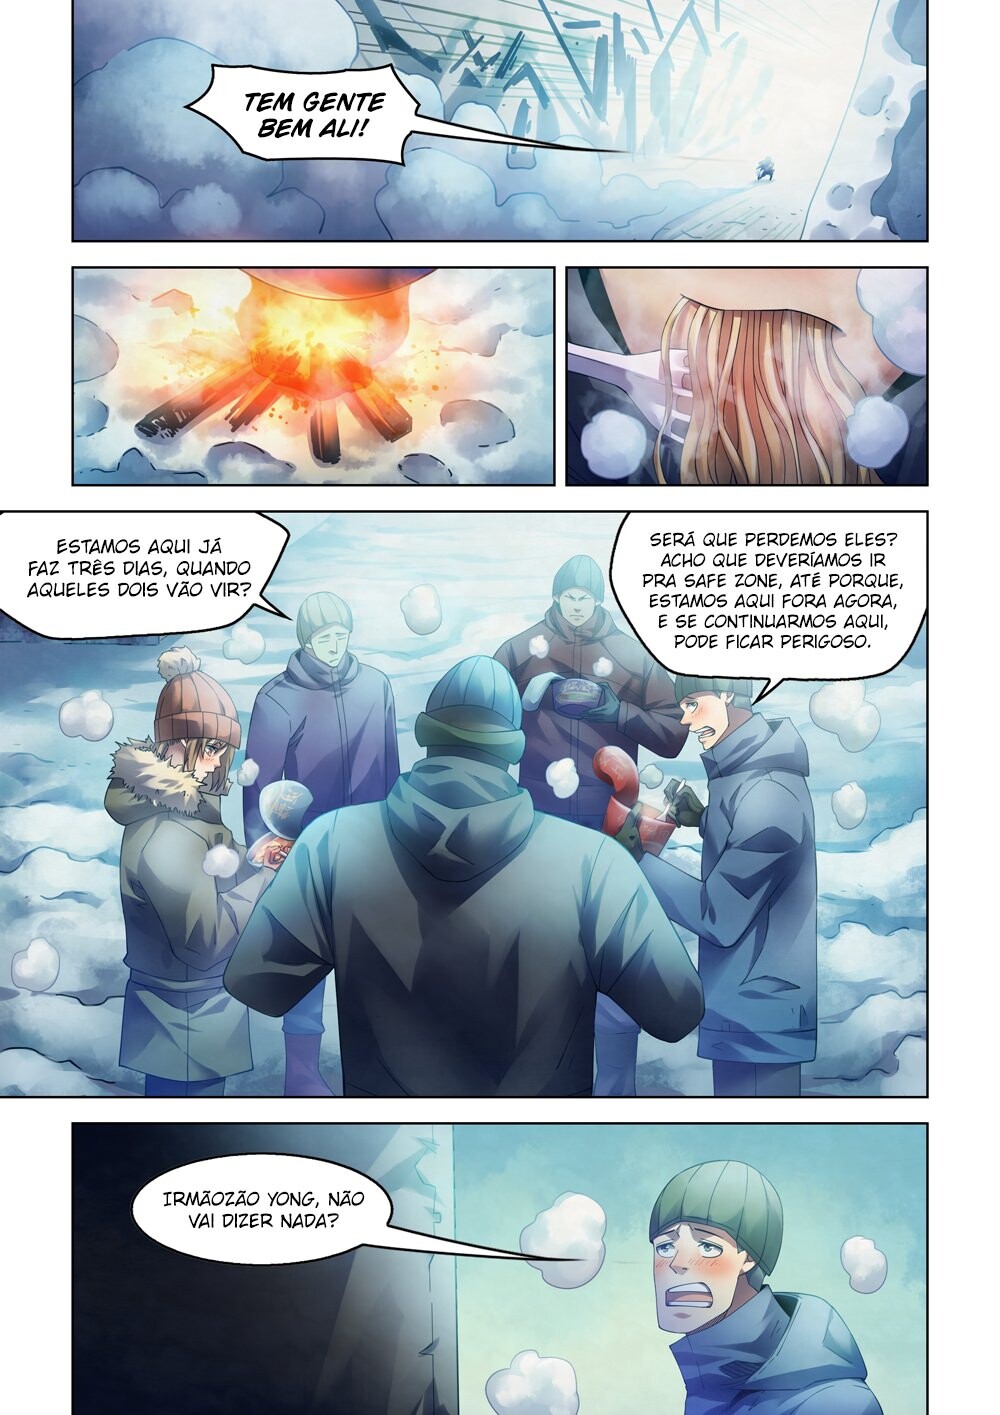 TEM GENTE
BEM ALI!
ESTAMOS AQUI JÁ
FAZ TRÊS DIAS, QUANDO
AQUELES DOIS VÃO VIR?
SERÁ QUE PERDEMOS ELES?
ACHO QUE DEVERÍAMOS IR
PRA SAFE ZONE, ATÉ PORQUE,
ESTAMOS AQUI FORA AGORA,
E SE CONTINUARMOS AQUI,
PODE FICAR PERIGOSO.
IRMÃOZÃO YONG, NÃO
VAI DIZER NADA?